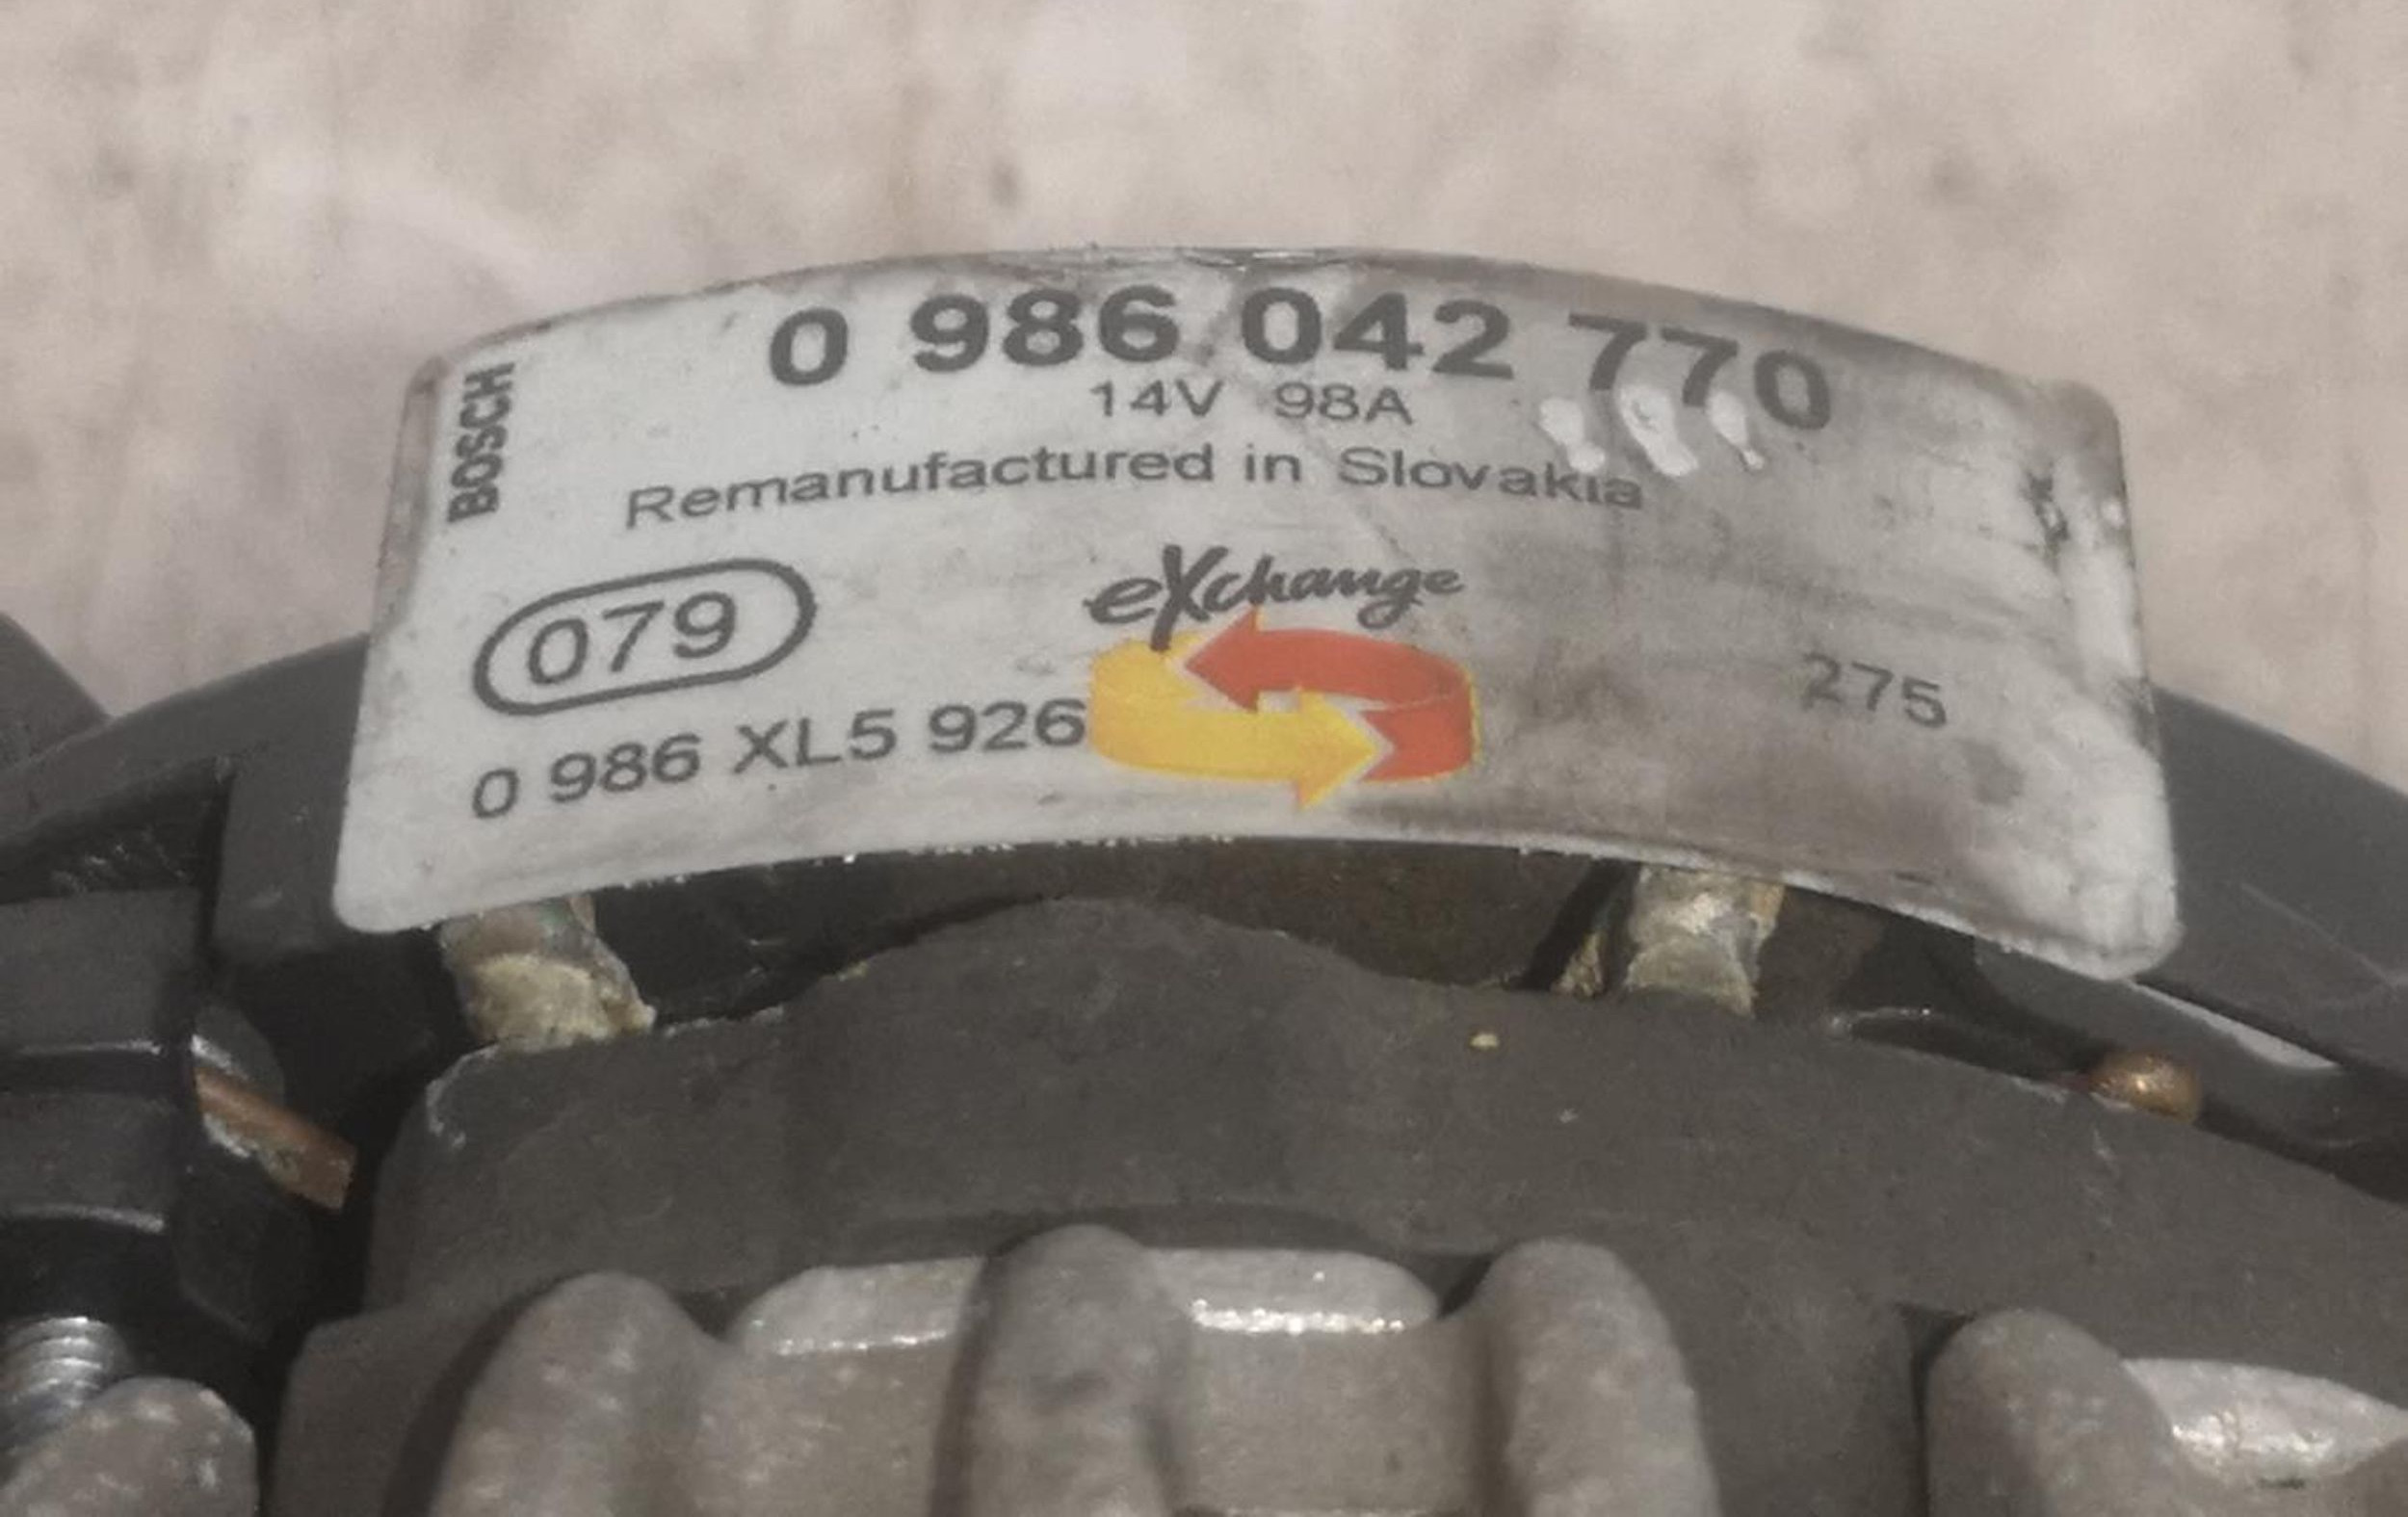 BOSCH
0 986 042 770
14V 98A
Remanufactured in Slovakia
eXchange
079
275
0 986 XL5 926